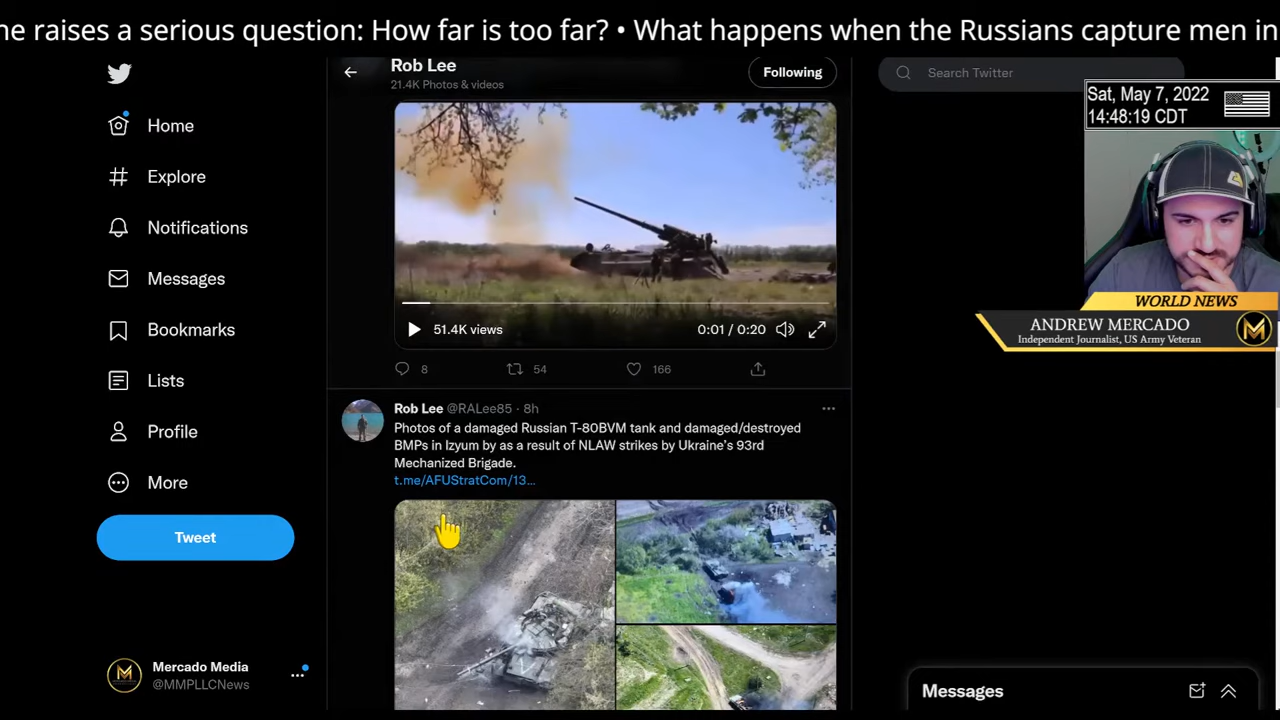 ne raises a serious question: How far is too far? • What happens when the Russians capture men in
Rob Lee
21.4K Photos & videos
Following
Search Twitter
Sat, May 7, 2022
14:48:19 CDT
Home
Explore
Notifications
Messages
Bookmarks
Lists
Profile
More
Tweet
WORLD NEWS
ANDREW MERCADO
Independent Journalist, US Army Veteran
51.4K views
0:01 / 0:20
8
54
166
Rob Lee @RALee85 · 8h
Photos of a damaged Russian T-80BVM tank and damaged/destroyed
BMPs in Izyum by as a result of NLAW strikes by Ukraine's 93rd
Mechanized Brigade.
t.me/AFUStratCom/13...
Mercado Media
@MMPLLCNews
Messages